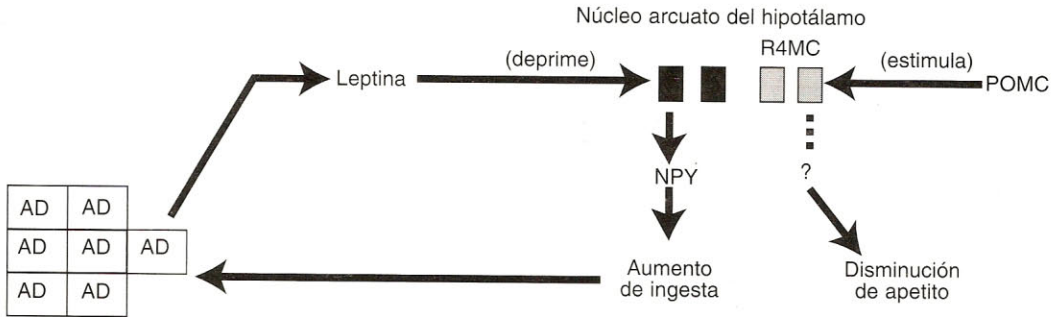 Núcleo arcuato del hipotálamo
R4MC
(deprime)
(estimula)
Leptina
POMC
NPY
?
AD AD
AD AD AD
AD AD
Aumento
de ingesta
Disminución
de apetito